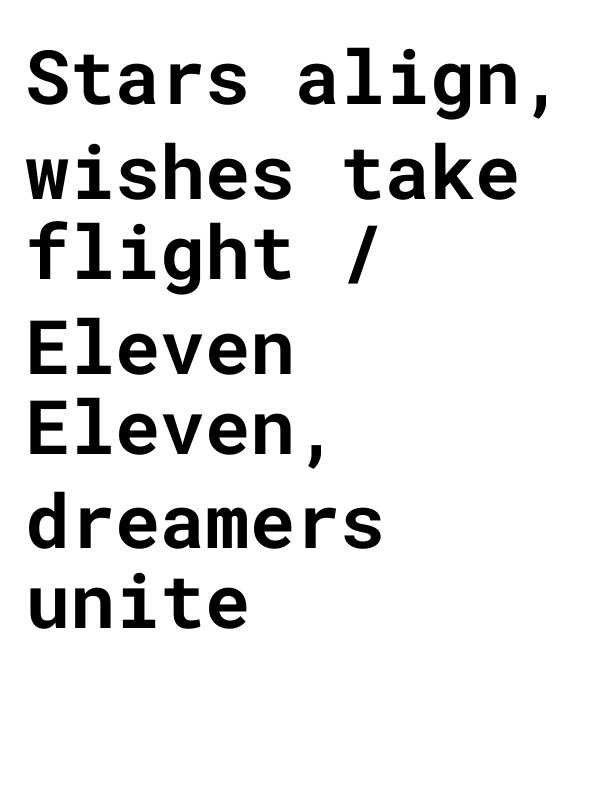 Stars align,
wishes take
flight /
Eleven
Eleven,
dreamers
unite